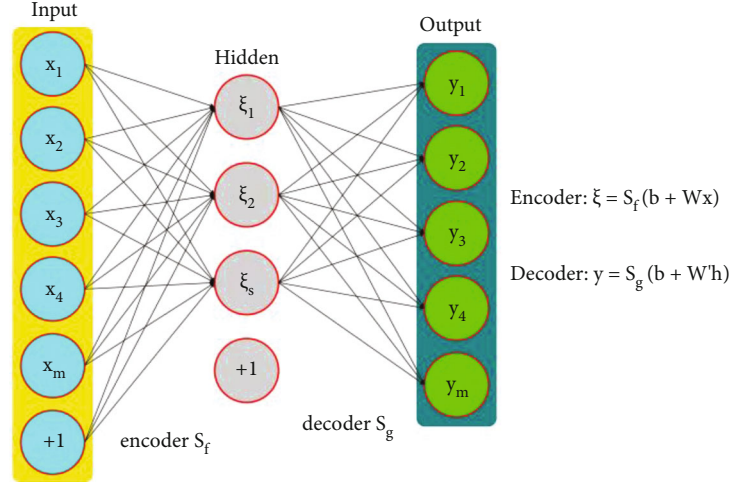 Input
x1
x2
x3
x4
xm
+1
encoder Sf
Hidden
ξ1
ξ2
ξs
+1
decoder Sg
Output
y1
y2
y3
y4
ym
Encoder: ξ = Sf (b + Wx)
Decoder: y = Sg (b + W'h)